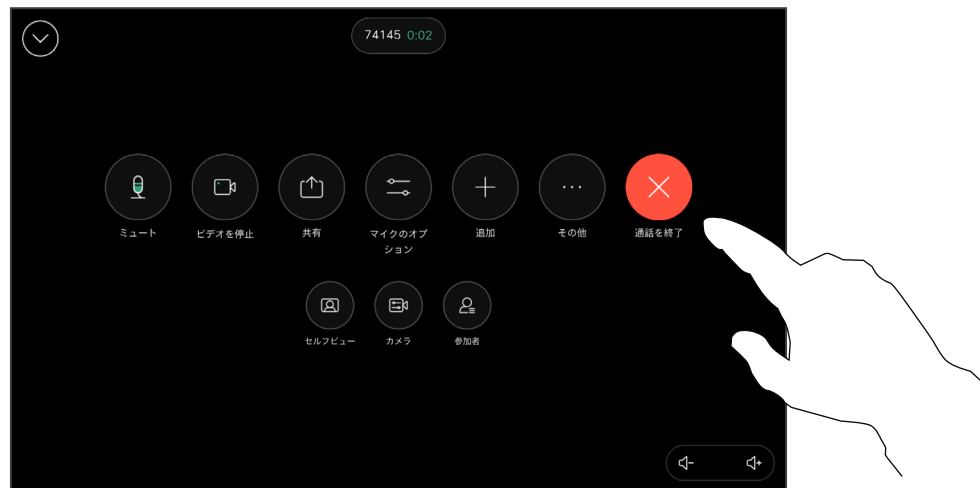 74145 0:02
ミュート
ビデオを停止
共有
マイクのオプ
ション
追加
その他
通話を終了
セルフビュー
カメラ
参加者